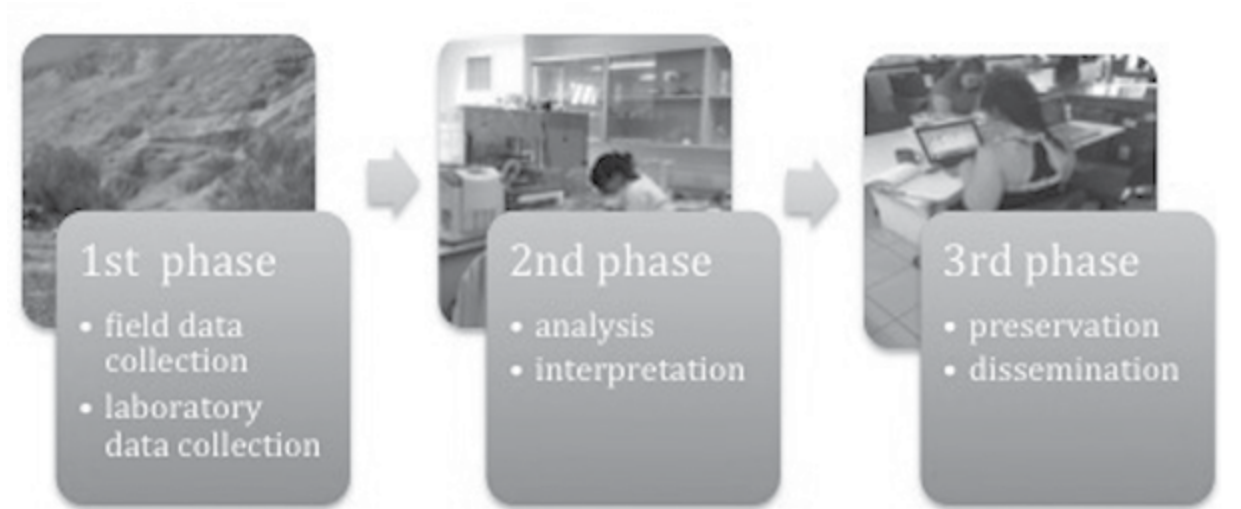 1st phase
• field data
collection
• laboratory
data collection
2nd phase
• analysis
• interpretation
3rd phase
• preservation
• dissemination